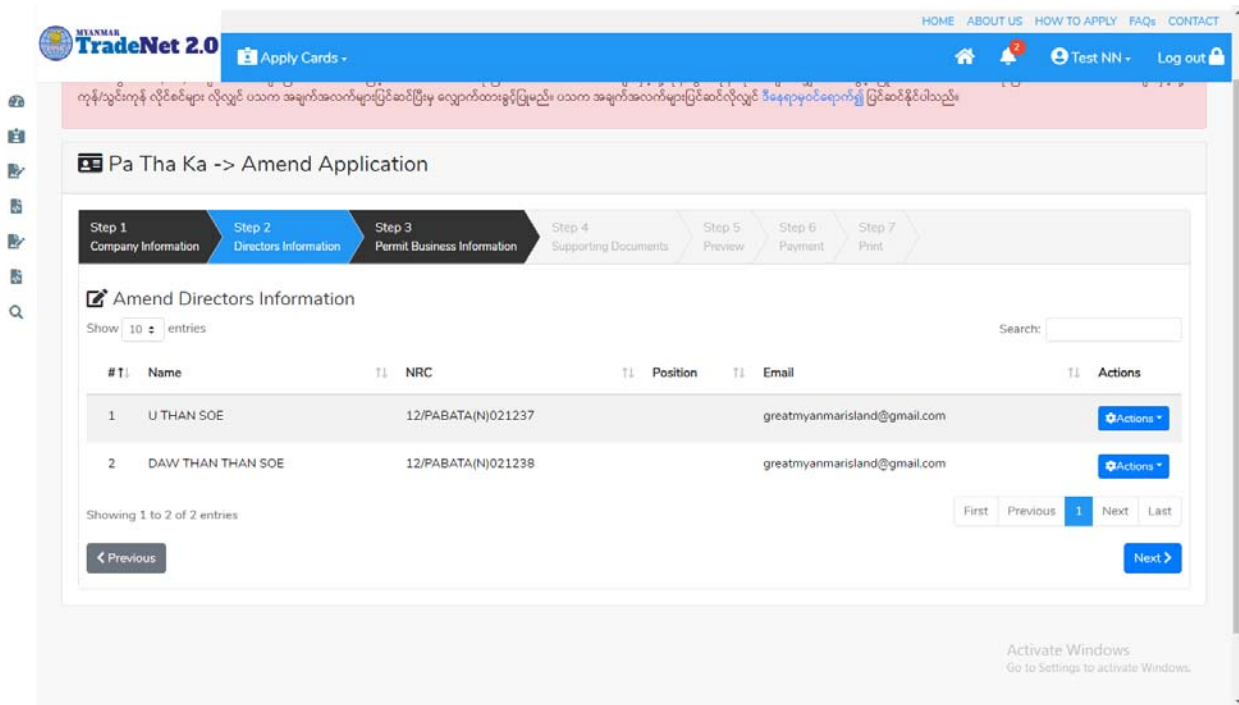 HOME ABOUT US HOW TO APPLY FAQs CONTACT
MYANMAR
TradeNet 2.0
Apply Cards
2
Test NN
Log out
ကုန်/သွင်းကုန် လိုင်စင်များ လိုလျှင် ပသက အချက်အလက်များပြင်ဆင်ပြီးမှ လျှောက်ထားခွင့်ပြုမည်။ ပသက အချက်အလက်များပြင်ဆင်လိုလျှင် ဒီနေရာမှဝင်ရောက်၍ ပြင်ဆင်နိုင်ပါသည်။
Pa Tha Ka -> Amend Application
Step 1 Step 2 Step 3 Step 4 Step 5 Step 6 Step 7
Company Information Directors Information Permit Business Information Supporting Documents Preview Payment Print
Amend Directors Information
Show 10 entries Search:
# Name NRC Position Email Actions
1 U THAN SOE 12/PABATA(N)021237 greatmyanmarisland@gmail.com Actions
2 DAW THAN THAN SOE 12/PABATA(N)021238 greatmyanmarisland@gmail.com Actions
Showing 1 to 2 of 2 entries First Previous 1 Next Last
Previous Next
Activate Windows
Go to Settings to activate Windows.